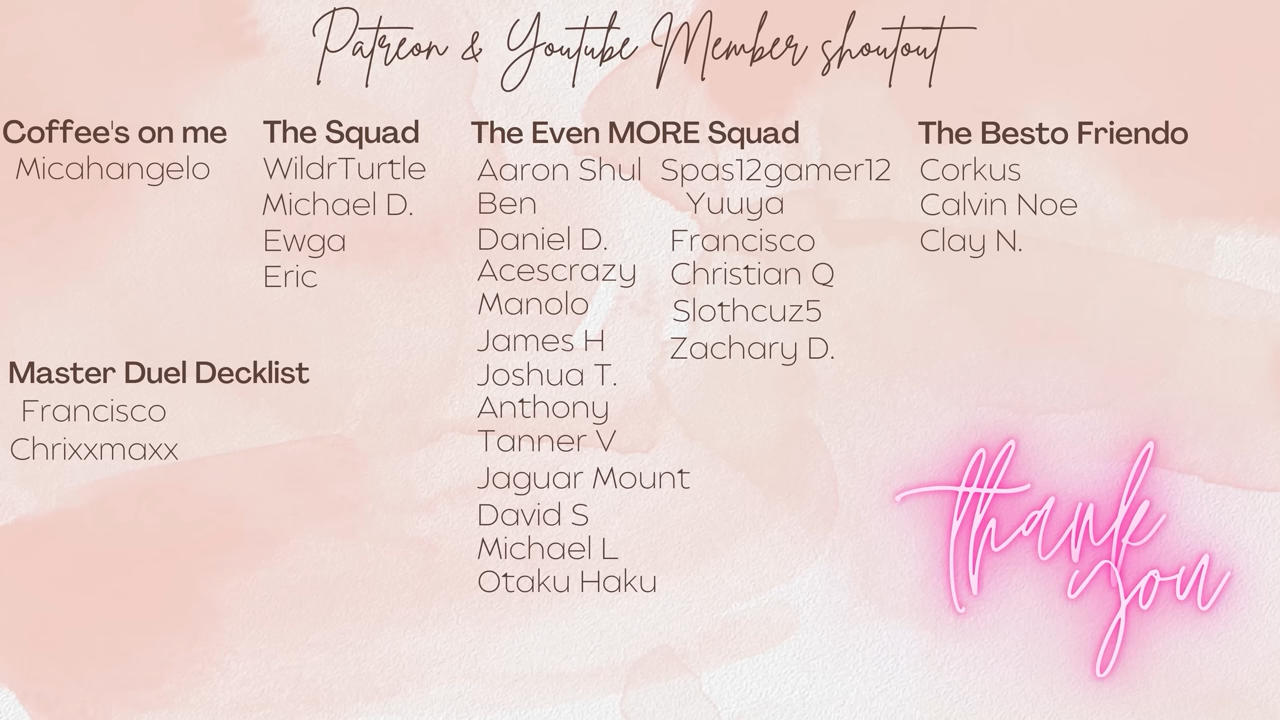 Patreon & Youtube Member shoutout
Coffee's on me
Micahangelo
Master Duel Decklist
Francisco
Chrixxmaxx
The Squad
WildrTurtle
Michael D.
Ewga
Eric
The Even MORE Squad
Aaron Shul
Ben
Daniel D.
Acescrazy
Manolo
James H
Joshua T.
Anthony
Tanner V
Jaguar Mount
David S
Michael L
Otaku Haku
Spas12gamer12
Yuuya
Francisco
Christian Q
Slothcuz5
Zachary D.
The Besto Friendo
Corkus
Calvin Noe
Clay N.
thank
you